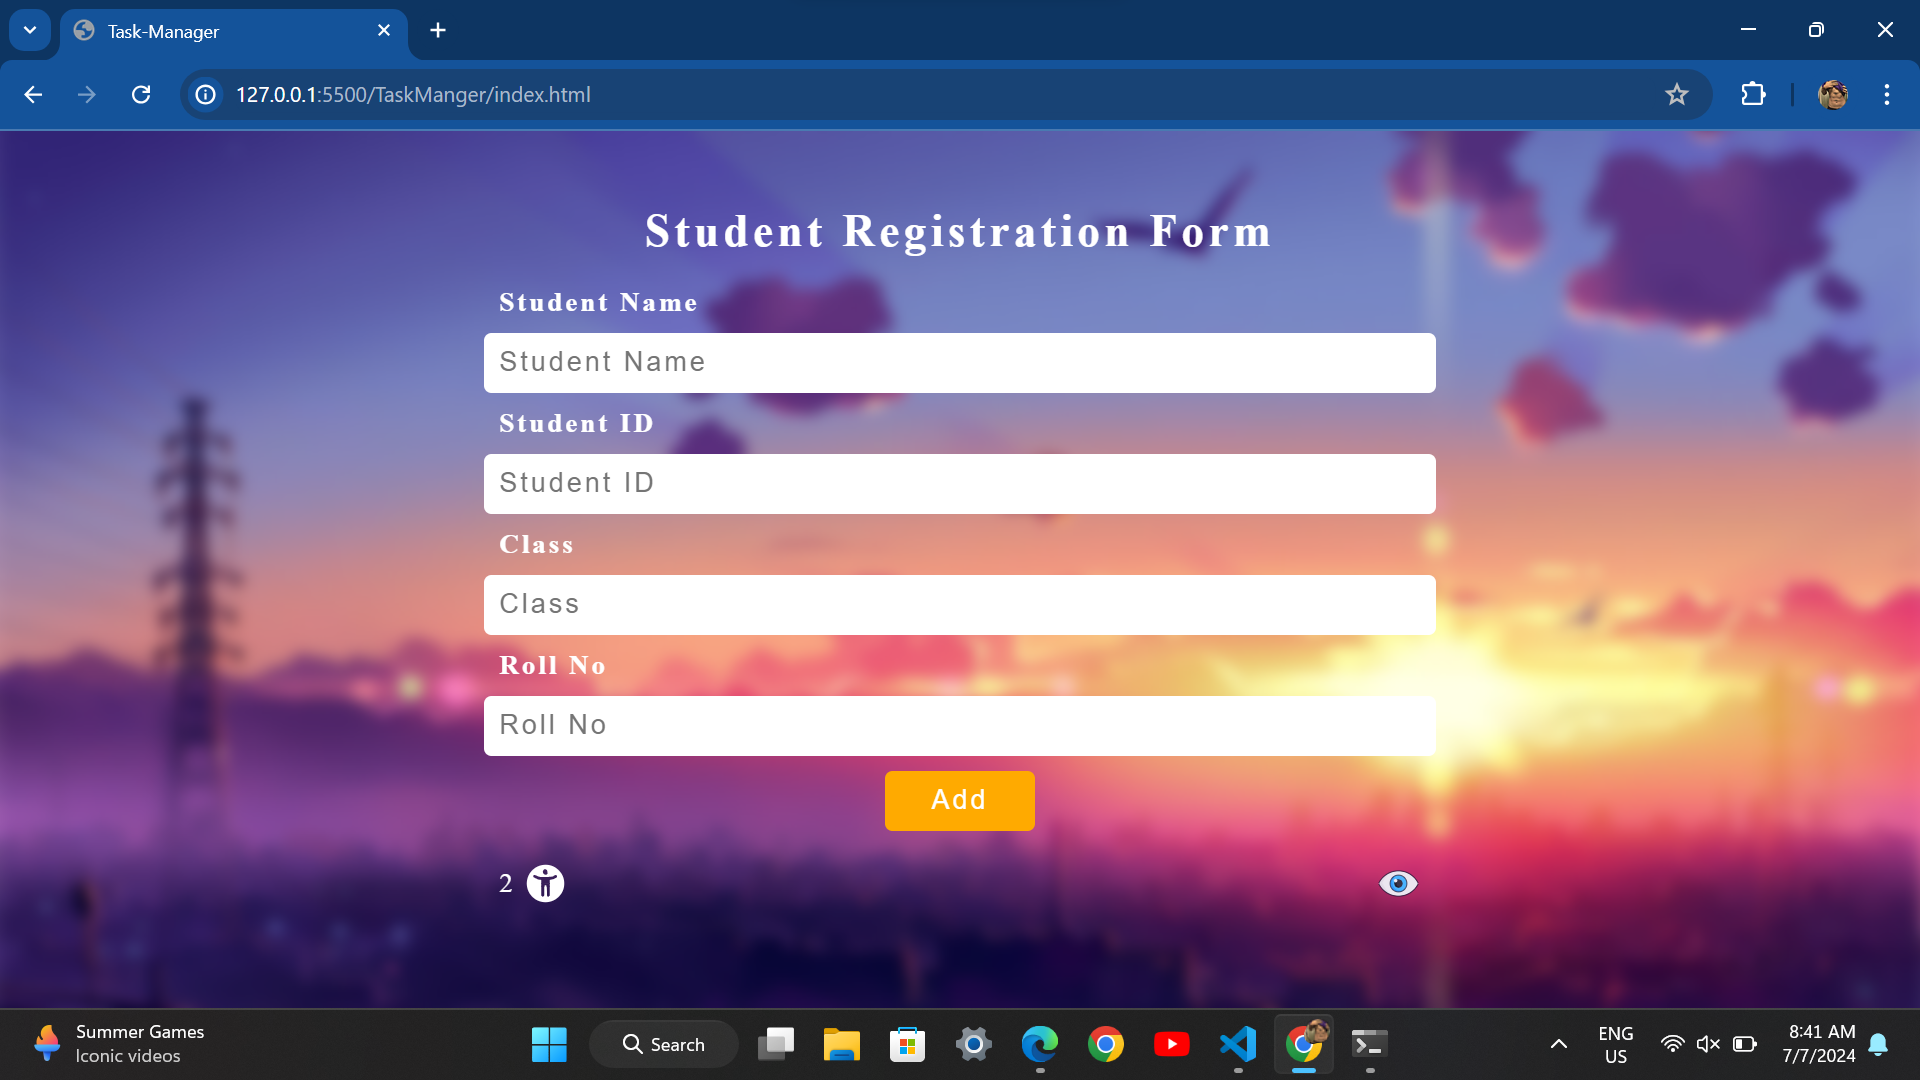 Task-Manager
127.0.0.1:5500/TaskManger/index.html
Student Registration Form
Student Name
Student Name
Student ID
Student ID
Class
Class
Roll No
Roll No
Add
2
Summer Games
Iconic videos
Search
ENG
US
8:41 AM
7/7/2024